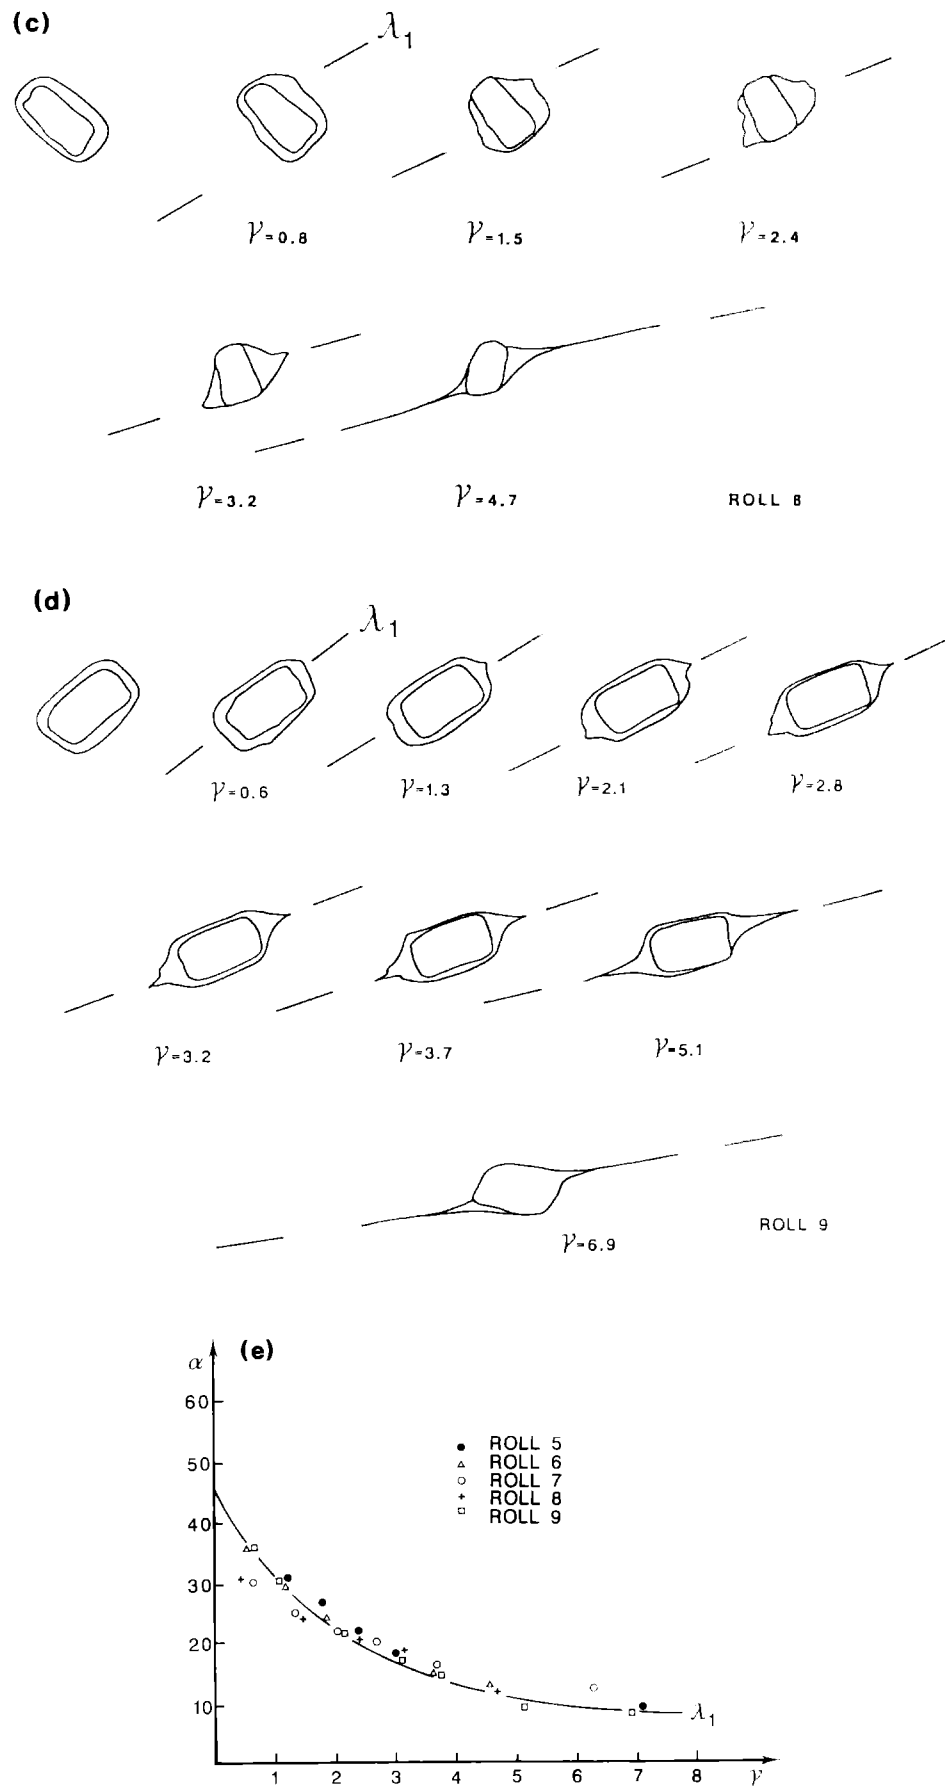 (c)
λ1
γ=0.8
γ=1.5
γ=2.4
γ=3.2
γ=4.7
ROLL 8
(d)
λ1
γ=0.6
γ=1.3
γ=2.1
γ=2.8
γ=3.2
γ=3.7
γ=5.1
γ=6.9
ROLL 9
(e)
α
60
50
40
30
20
10
ROLL 5
ROLL 6
ROLL 7
ROLL 8
ROLL 9
λ1
1 2 3 4 5 6 7 8 γ